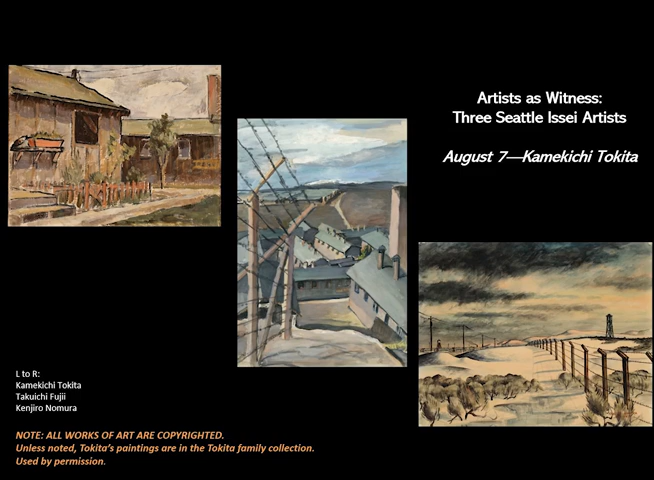 Artists as Witness:
Three Seattle Issei Artists
August 7—Kamekichi Tokita
L to R:
Kamekichi Tokita
Takuichi Fujii
Kenjiro Nomura
NOTE: ALL WORKS OF ART ARE COPYRIGHTED.
Unless noted, Tokita's paintings are in the Tokita family collection.
Used by permission.